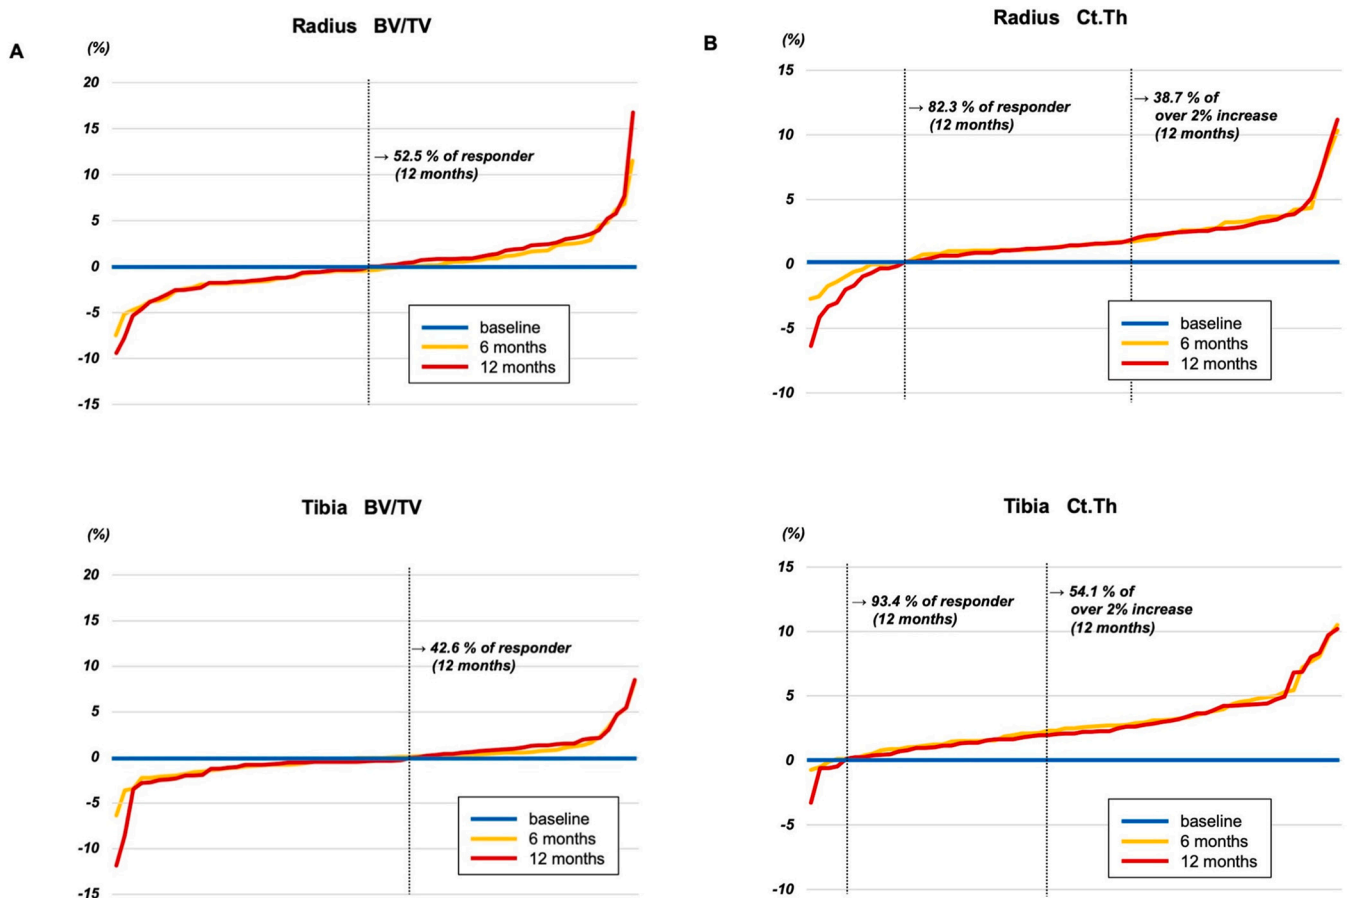 A
Radius BV/TV
(%)
20
15
10
5
0
-5
-10
-15
→ 52.5 % of responder
(12 months)
baseline
6 months
12 months
B
Radius Ct.Th
(%)
15
10
5
0
-5
-10
→ 82.3 % of responder
(12 months)
→ 38.7 % of
over 2% increase
(12 months)
baseline
6 months
12 months
Tibia BV/TV
(%)
20
15
10
5
0
-5
-10
-15
→ 42.6 % of responder
(12 months)
baseline
6 months
12 months
Tibia Ct.Th
(%)
15
10
5
0
-5
-10
→ 93.4 % of responder
(12 months)
→ 54.1 % of
over 2% increase
(12 months)
baseline
6 months
12 months